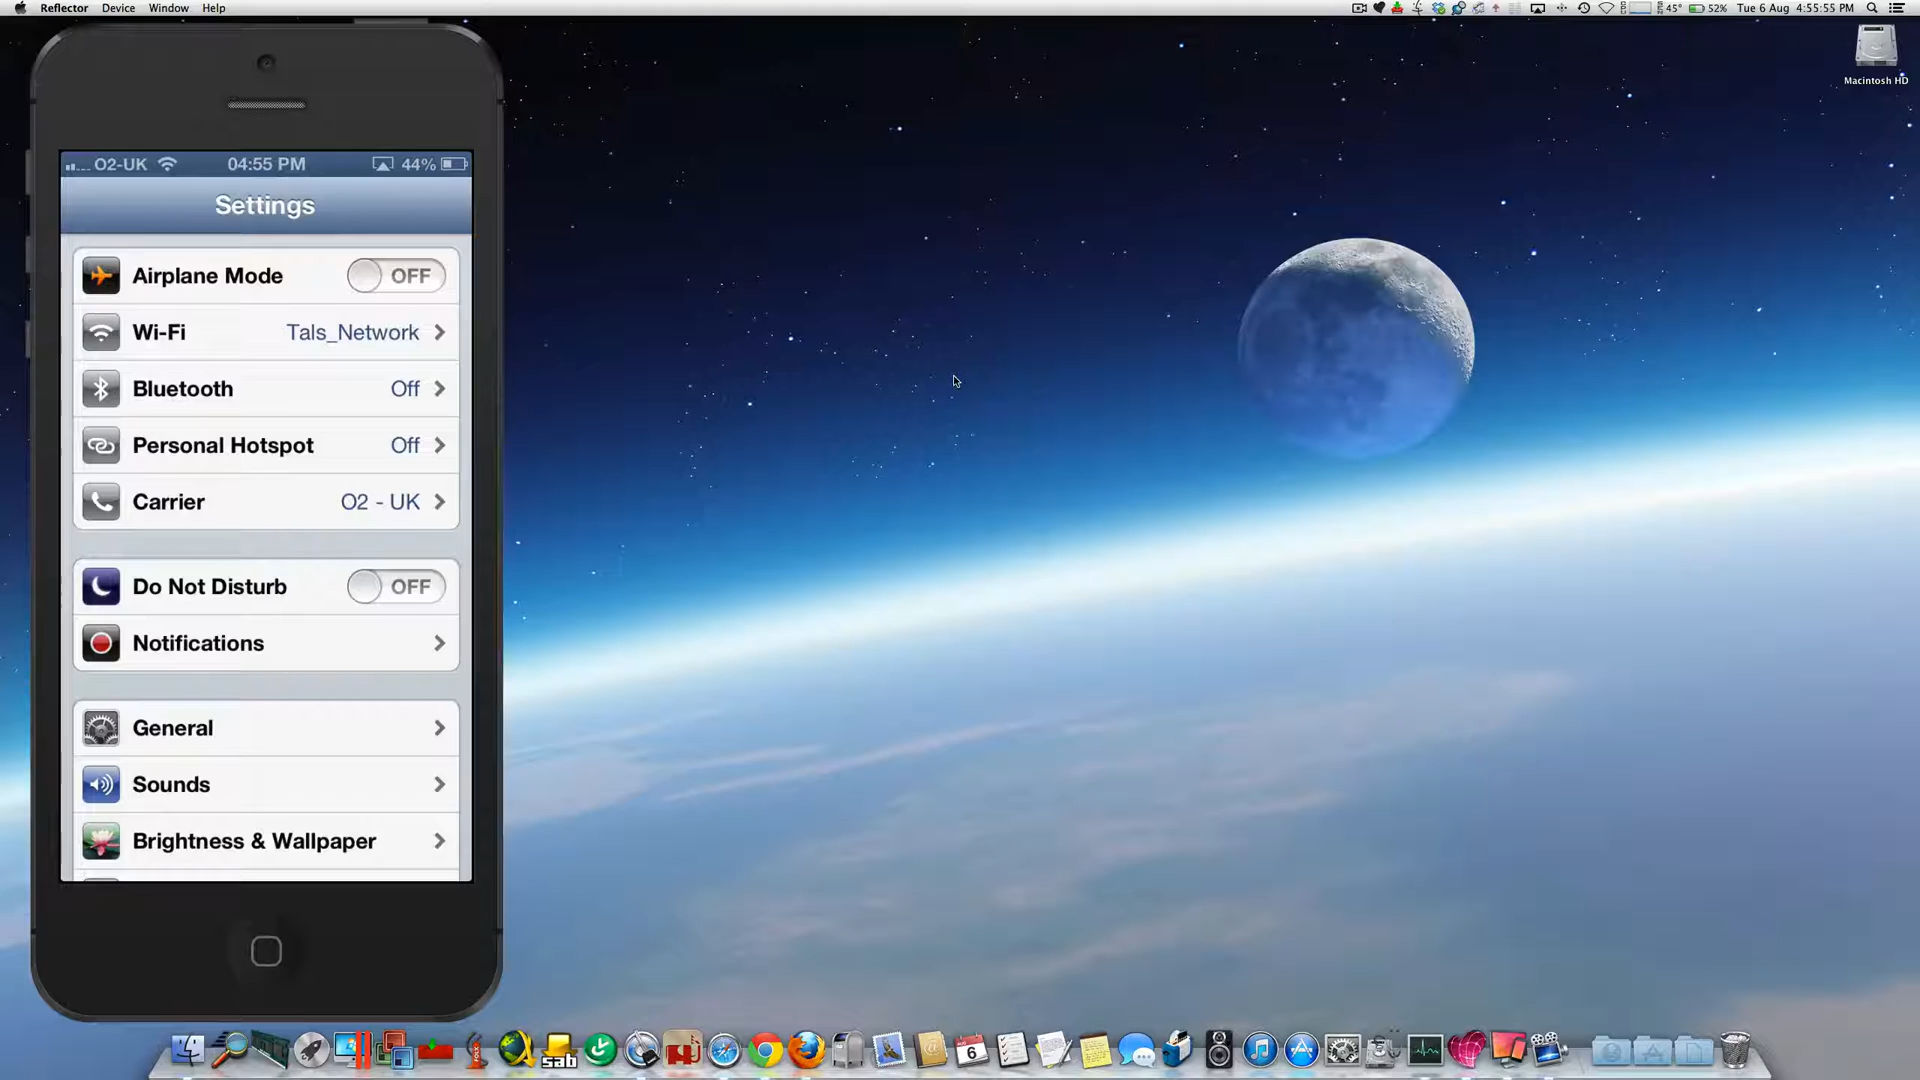 Reflector Device Window Help
45° 52% Tue 6 Aug 4:55:55 PM
Macintosh HD
O2-UK 04:55 PM 44%
Settings
Airplane Mode OFF
Wi-Fi Tals_Network
Bluetooth Off
Personal Hotspot Off
Carrier O2 - UK
Do Not Disturb OFF
Notifications
General
Sounds
Brightness & Wallpaper
sab
6